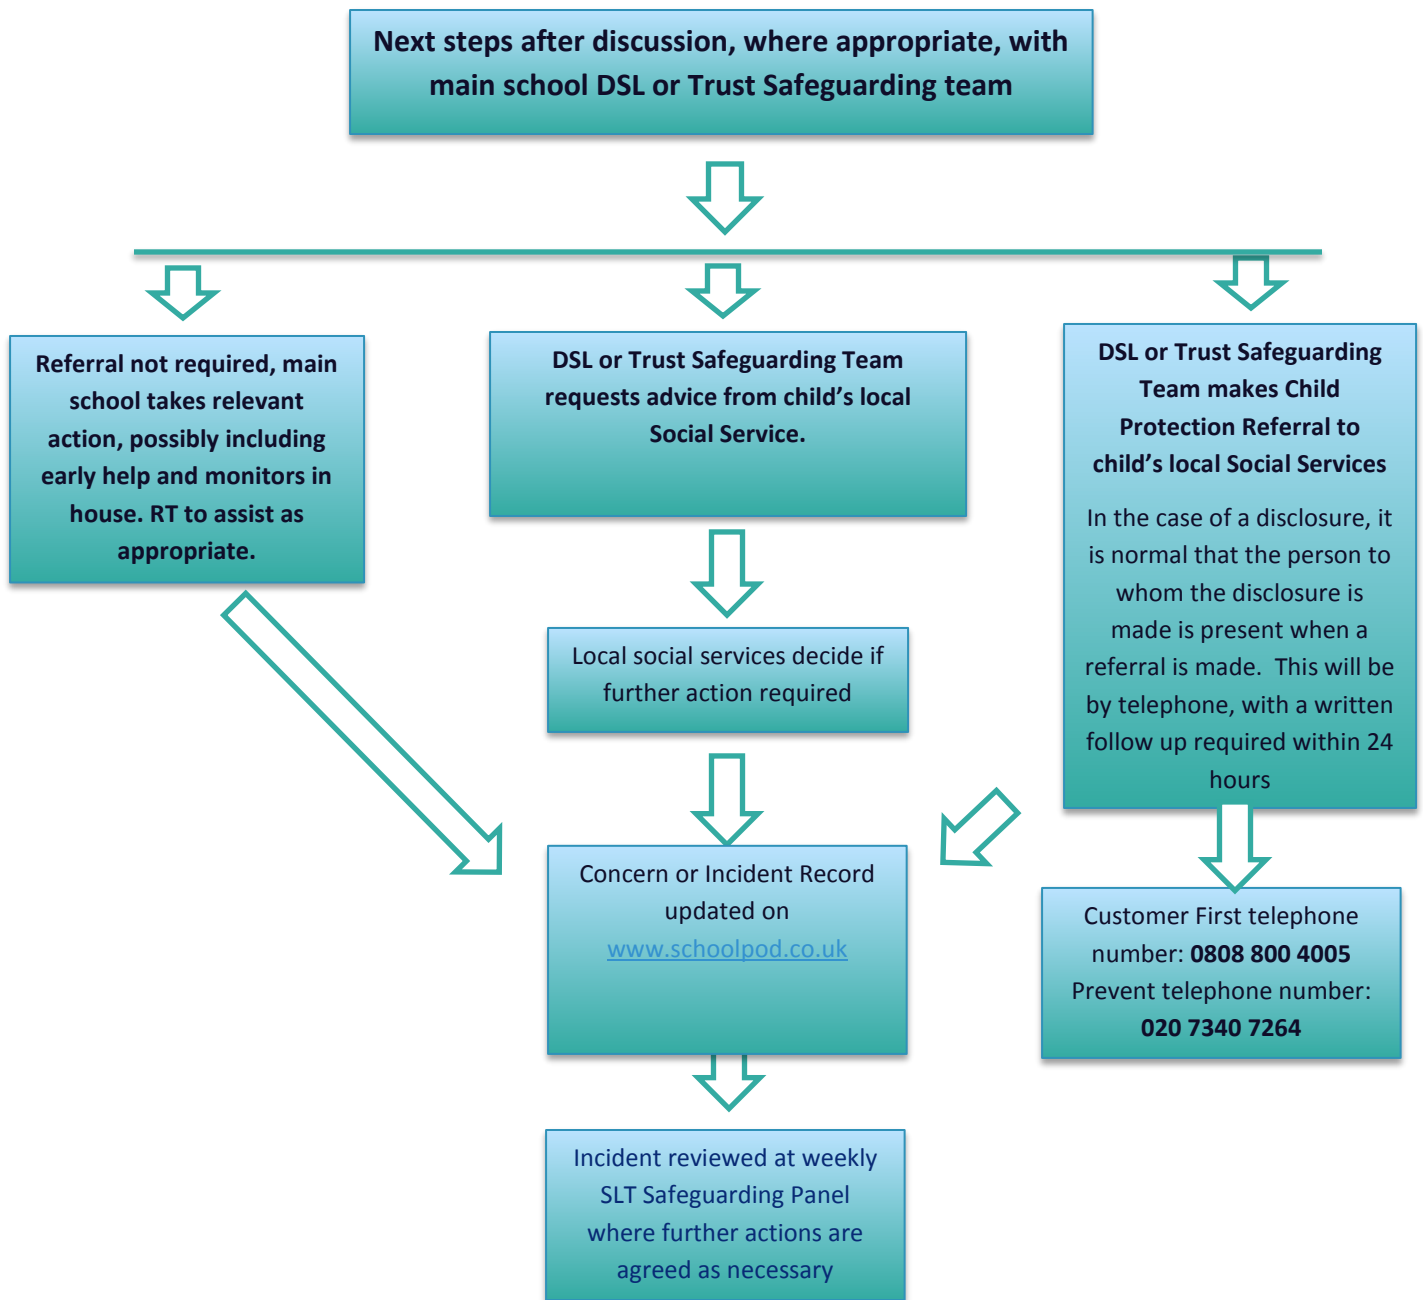 Next steps after discussion, where appropriate, with
main school DSL or Trust Safeguarding team
Referral not required, main
school takes relevant
action, possibly including
early help and monitors in
house. RT to assist as
appropriate.
DSL or Trust Safeguarding Team
requests advice from child’s local
Social Service.
DSL or Trust Safeguarding
Team makes Child
Protection Referral to
child’s local Social Services
In the case of a disclosure, it
is normal that the person to
whom the disclosure is
made is present when a
referral is made.  This will be
by telephone, with a written
follow up required within 24
hours
Local social services decide if
further action required
Concern or Incident Record
updated on
www.schoolpod.co.uk
Customer First telephone
number: 0808 800 4005
Prevent telephone number:
020 7340 7264
Incident reviewed at weekly
SLT Safeguarding Panel
where further actions are
agreed as necessary